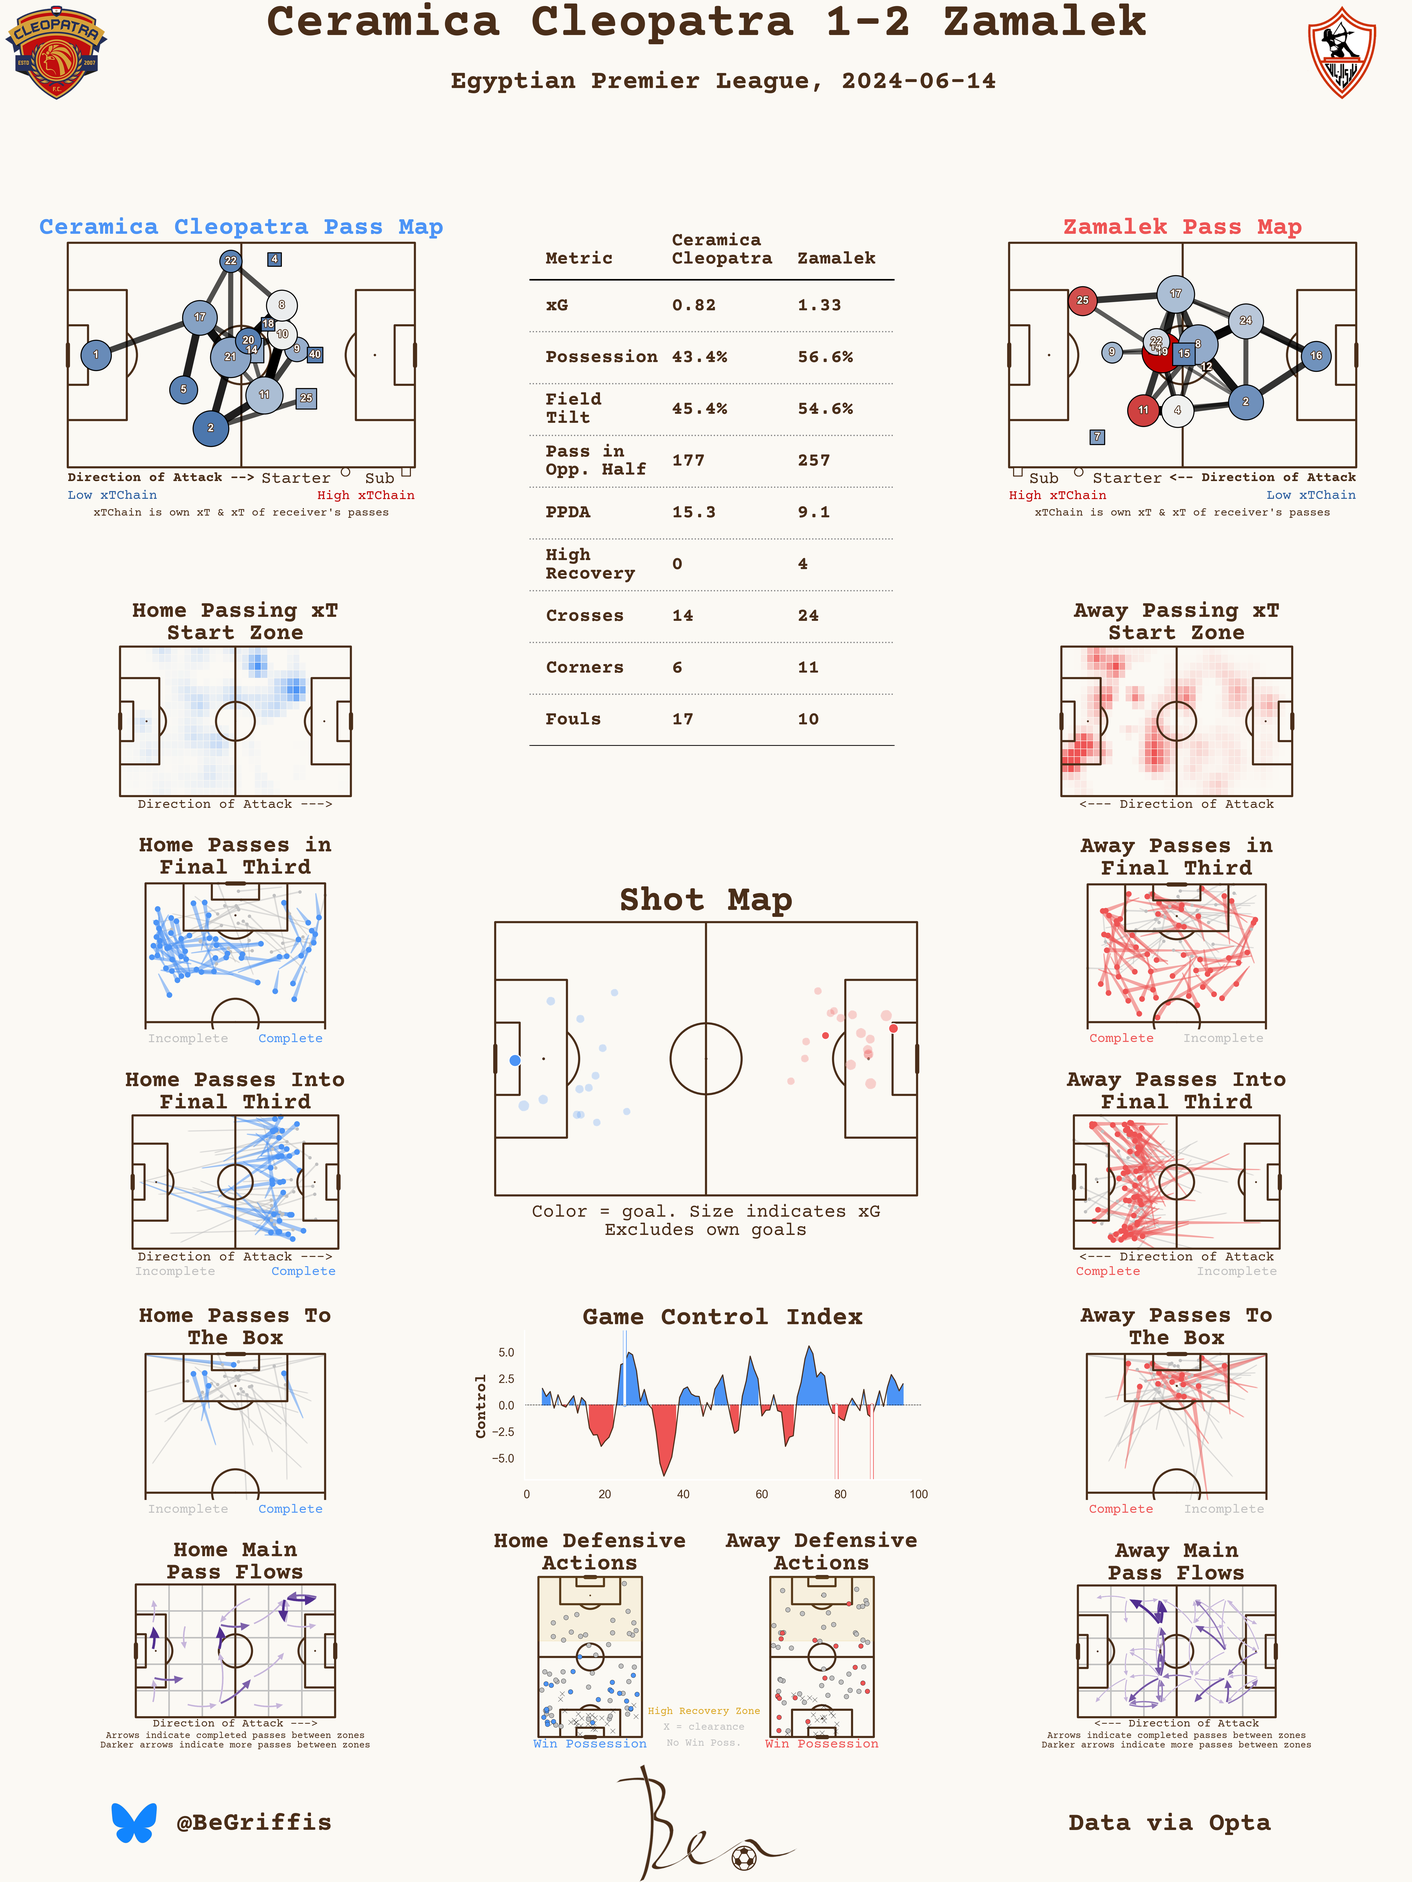 Ceramica Cleopatra 1-2 Zamalek
Egyptian Premier League, 2024-06-14
CLEOPATRA
ESTD 2007
F.C.
Ceramica Cleopatra Pass Map
22 4 8 17 18 10 20 14 21 9 40 1 5 11 25 2
Direction of Attack --> Starter Sub
Low xTChain High xTChain
xTChain is own xT & xT of receiver's passes
Metric Ceramica Cleopatra Zamalek
xG 0.82 1.33
Possession 43.4% 56.6%
Field Tilt 45.4% 54.6%
Pass in Opp. Half 177 257
PPDA 15.3 9.1
High Recovery 0 4
Crosses 14 24
Corners 6 11
Fouls 17 10
Zamalek Pass Map
25 17 24 22 8 9 19 15 16 12 11 4 2 7
Sub Starter <-- Direction of Attack
High xTChain Low xTChain
xTChain is own xT & xT of receiver's passes
Home Passing xT
Start Zone
Direction of Attack --->
Away Passing xT
Start Zone
<--- Direction of Attack
Home Passes in
Final Third
Incomplete Complete
Away Passes in
Final Third
Complete Incomplete
Shot Map
Color = goal. Size indicates xG
Excludes own goals
Home Passes Into
Final Third
Direction of Attack --->
Incomplete Complete
Away Passes Into
Final Third
<--- Direction of Attack
Complete Incomplete
Home Passes To
The Box
Incomplete Complete
Game Control Index
Control
5.0
2.5
0.0
−2.5
−5.0
0 20 40 60 80 100
Away Passes To
The Box
Complete Incomplete
Home Main
Pass Flows
Direction of Attack --->
Arrows indicate completed passes between zones
Darker arrows indicate more passes between zones
Home Defensive
Actions
Win Possession
High Recovery Zone
X = clearance
No Win Poss.
Away Defensive
Actions
Win Possession
Away Main
Pass Flows
<--- Direction of Attack
Arrows indicate completed passes between zones
Darker arrows indicate more passes between zones
@BeGriffis
Ben
Data via Opta